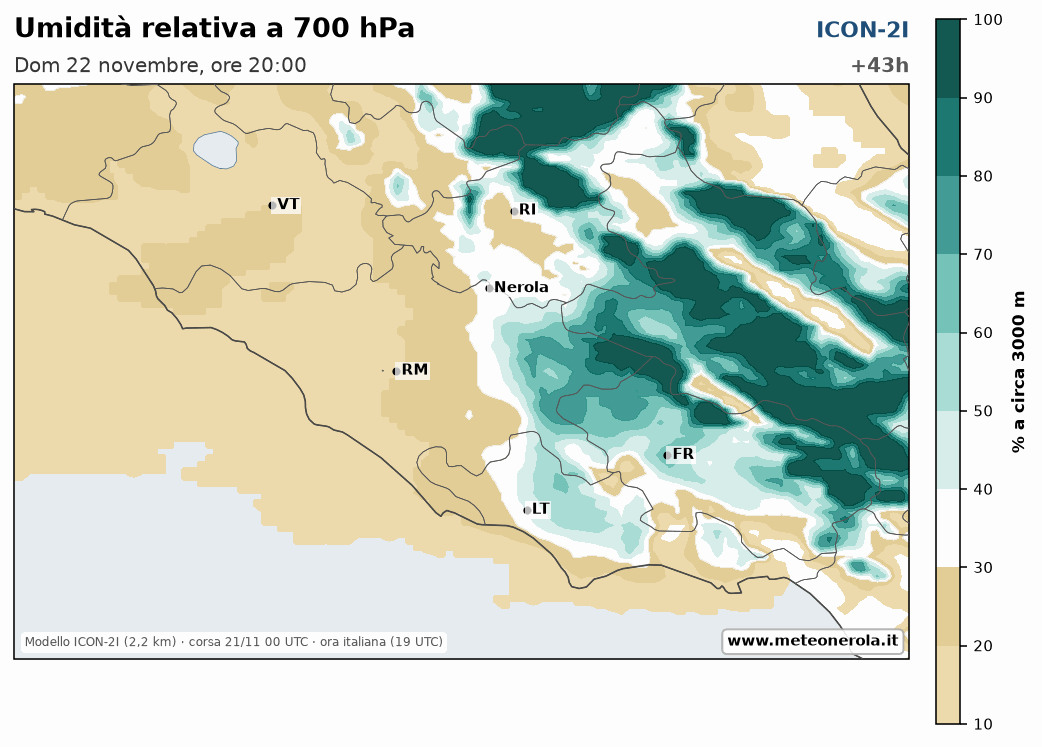 Umidità relativa a 700 hPa
ICON-2I
Dom 22 novembre, ore 20:00
+43h
VT
RI
Nerola
RM
FR
LT
Modello ICON-2I (2,2 km) · corsa 21/11 00 UTC · ora italiana (19 UTC)
www.meteonerola.it
100
90
80
70
60
50
40
30
20
10
% a circa 3000 m